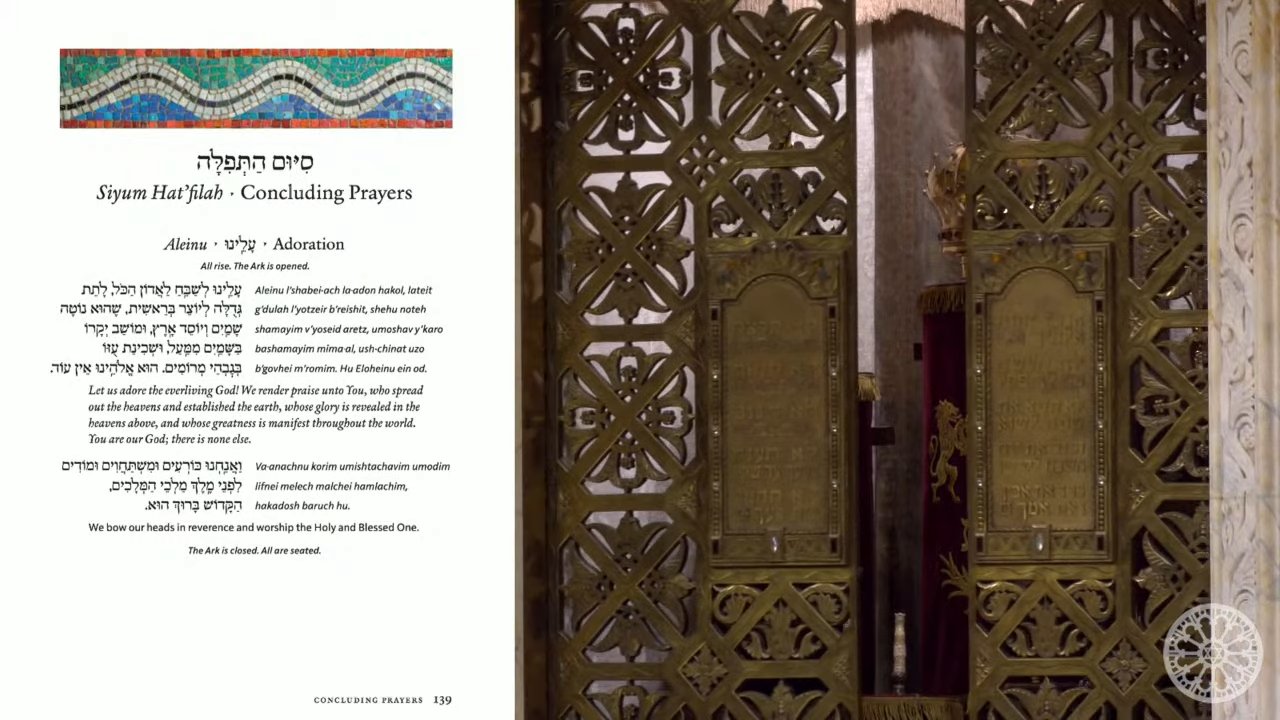 סִיּוּם הַתְּפִלָּה
Siyum Hat’filah · Concluding Prayers
Aleinu · עָלֵֽינוּ · Adoration
All rise. The Ark is opened.
עָלֵֽינוּ לְשַׁבֵּֽחַ לַאֲדוֹן הַכֹּל, לָתֵת
Aleinu l’shabei·ach la·adon hakol, lateit
גְּדֻלָּה לְיוֹצֵר בְּרֵאשִׁית, שֶׁהוּא נוֹטֶה
g’dulah l’yotzeir b’reishit, shehu noteh
שָׁמַֽיִם וְיוֹסֵד אָֽרֶץ, וּמוֹשַׁב יְקָרוֹ
shamayim v’yoseid aretz, umoshav y’karo
בַּשָּׁמַֽיִם מִמַּֽעַל, וּשְׁכִינַת עֻזּוֹ
bashamayim mima·al, ush·chinat uzo
בְּגׇבְהֵי מְרוֹמִים. הוּא אֱלֹהֵֽינוּ אֵין עוֹד.
b’govhei m’romim. Hu Eloheinu ein od.
Let us adore the everliving God! We render praise unto You, who spread
out the heavens and established the earth, whose glory is revealed in the
heavens above, and whose greatness is manifest throughout the world.
You are our God; there is none else.
וַאֲנַֽחְנוּ כּוֹרְעִים וּמִשְׁתַּחֲוִים וּמוֹדִים
Va·anachnu korim umishtachavim umodim
לִפְנֵי מֶֽלֶךְ מַלְכֵי הַמְּלָכִים,
lifnei melech malchei hamlachim,
הַקָּדוֹשׁ בָּרוּךְ הוּא.
hakadosh baruch hu.
We bow our heads in reverence and worship the Holy and Blessed One.
The Ark is closed. All are seated.
CONCLUDING PRAYERS 139